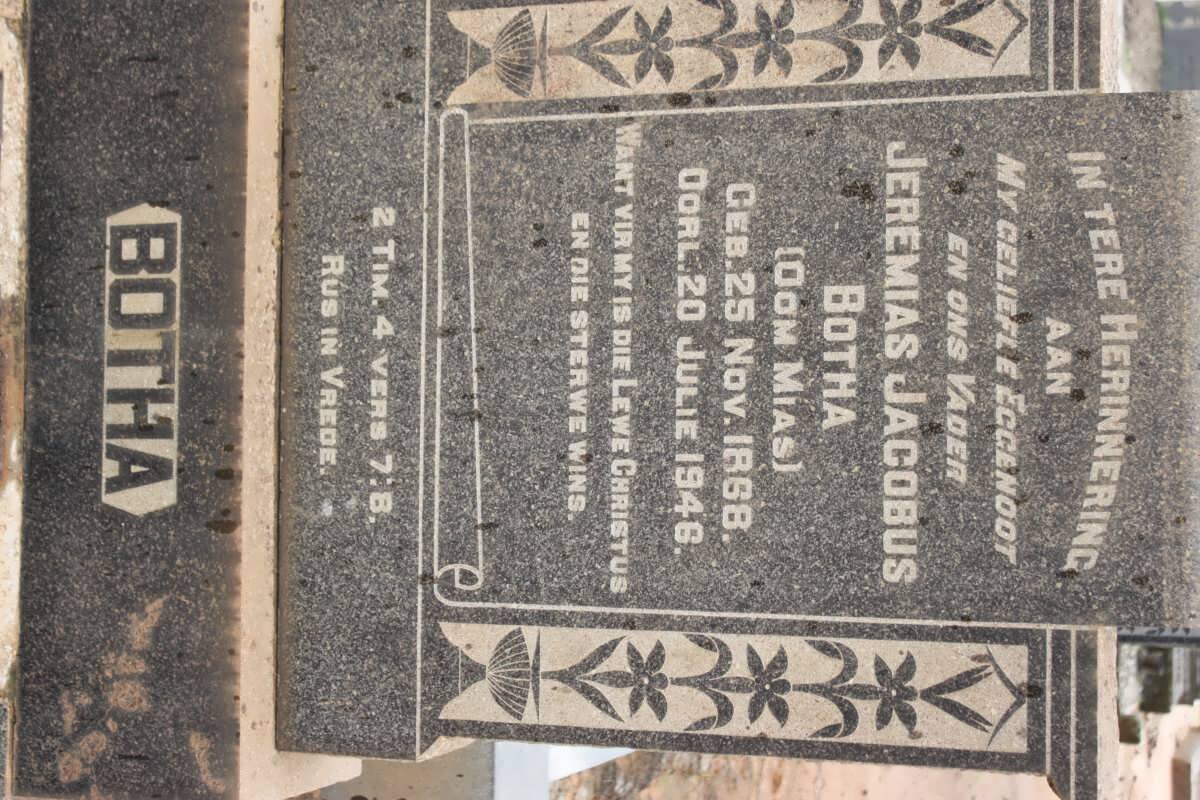 IN TERE HERINNERING
AAN
MY GELIEFDE EGGENOOT
EN ONS VADER
JEREMIAS JACOBUS
BOTHA
(OOM MIAS)
GEB. 25 NOV. 1868.
OORL. 20 JULIE 1946.
WANT VIR MY IS DIE LEWE CHRISTUS
EN DIE STERWE WINS.
2 TIM. 4 VERS 7:8.
RUS IN VREDE.
BOTHA